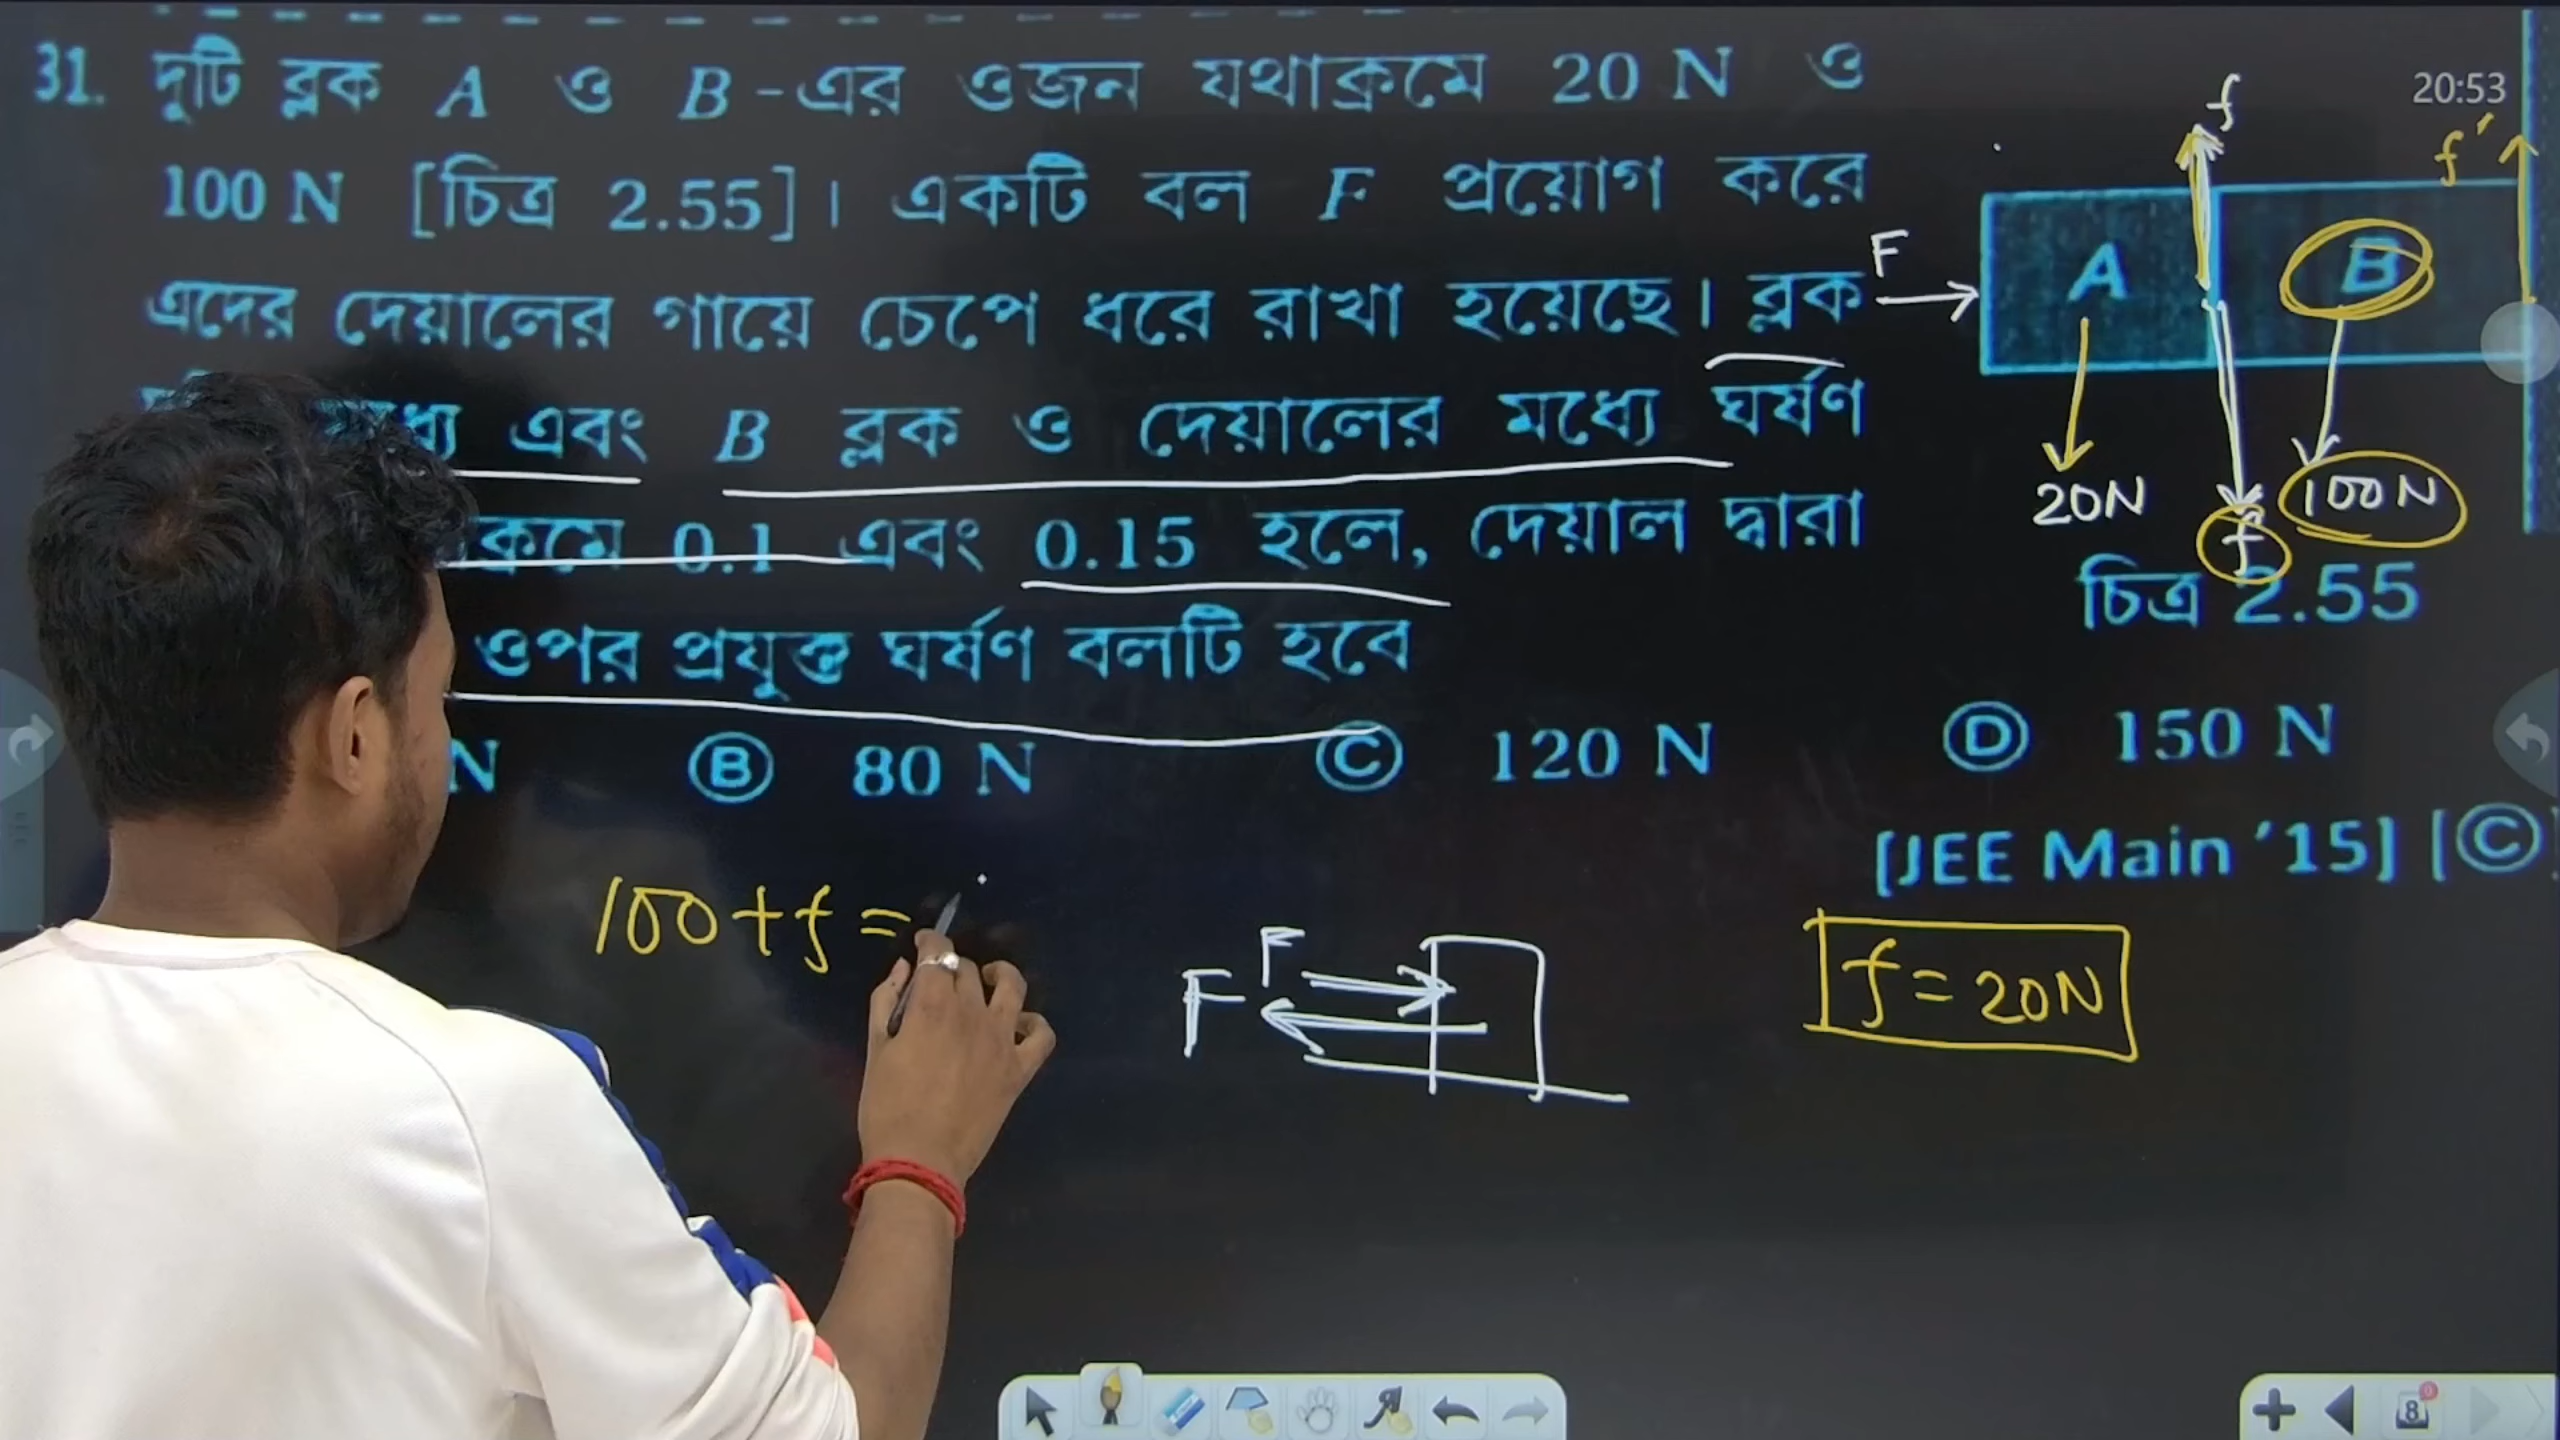 31. দুটি ব্লক A ও B-এর ওজন যথাক্রমে 20 N ও
100 N [চিত্র 2.55]। একটি বল F প্রয়োগ করে
এদের দেয়ালের গায়ে চেপে ধরে রাখা হয়েছে। ব্লক
এবং B ব্লক ও দেয়ালের মধ্যে ঘর্ষণ
0.1 এবং 0.15 হলে, দেয়াল দ্বারা
ওপর প্রযুক্ত ঘর্ষণ বলটি হবে
N Ⓑ 80 N Ⓒ 120 N Ⓓ 150 N
[JEE Main '15] [Ⓒ]
20:53
f
f'
F
A
B
20N
f
100N
চিত্র 2.55
100+f=
F
F
f=20N
8